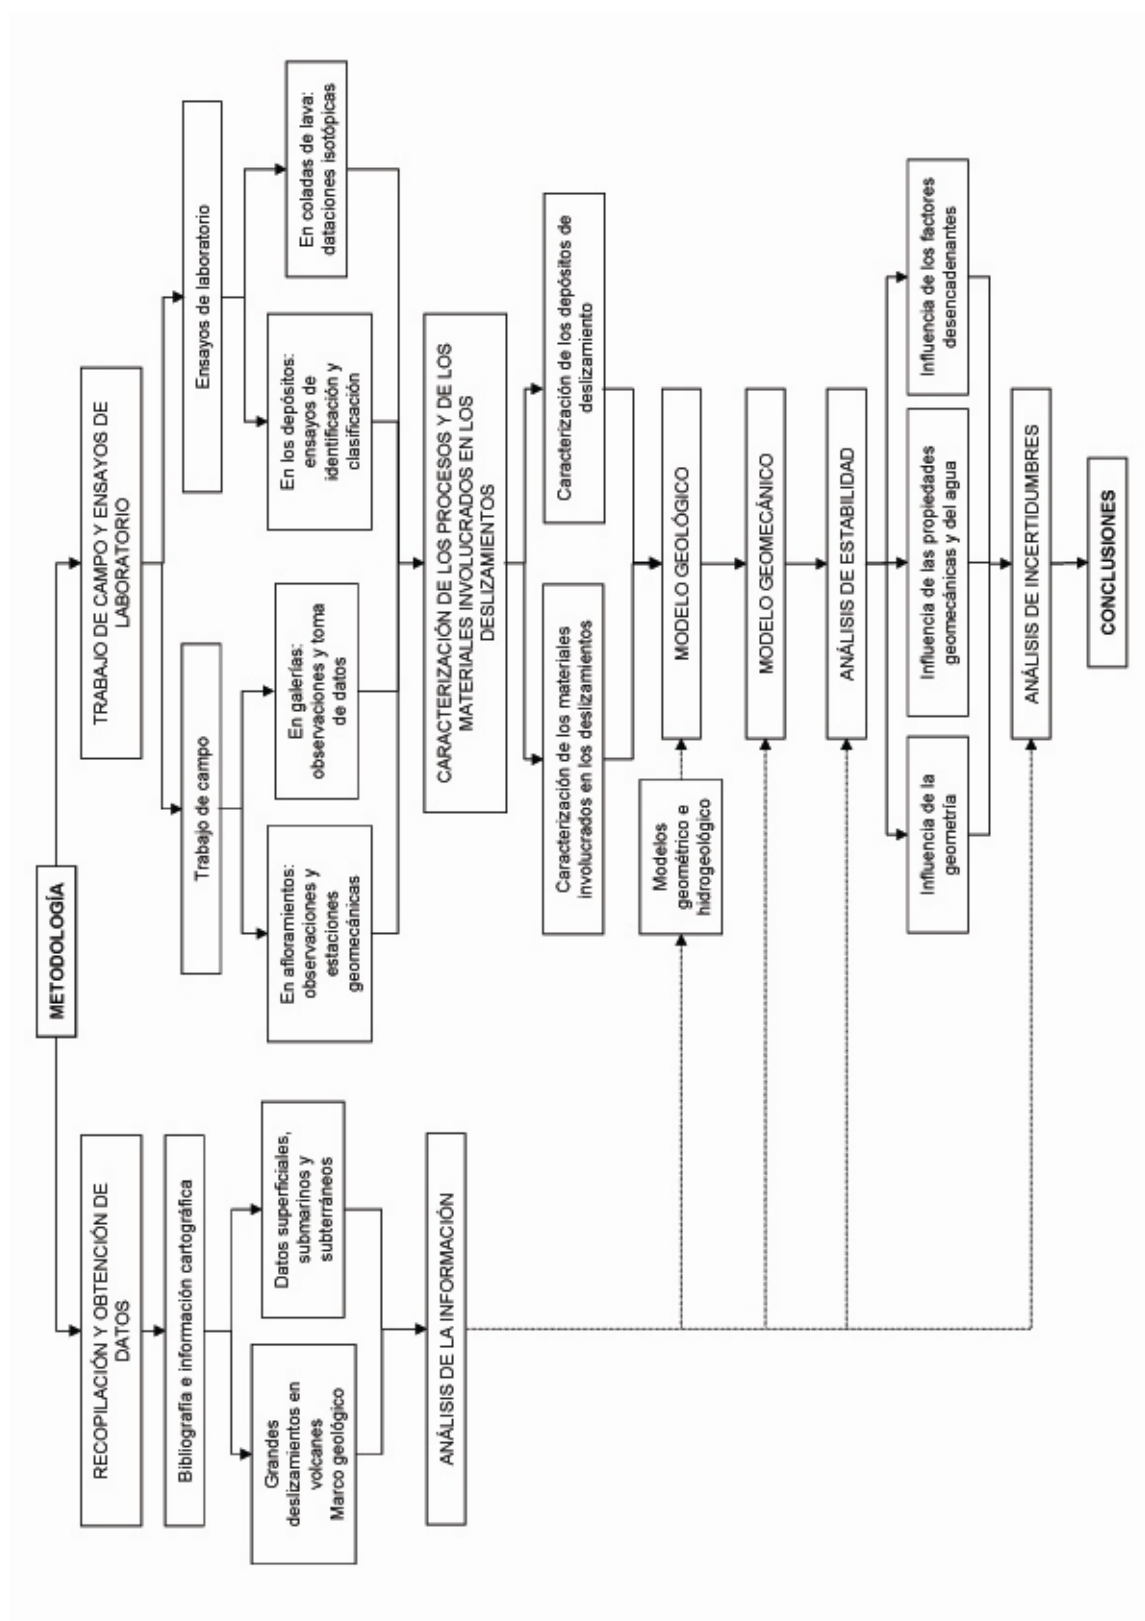 METODOLOGÍA
RECOPILACIÓN Y OBTENCIÓN DE
DATOS
Bibliografía e información cartográfica
Grandes
deslizamientos en
volcanes
Marco geológico
Datos superficiales,
submarinos y
subterráneos
ANÁLISIS DE LA INFORMACIÓN
TRABAJO DE CAMPO Y ENSAYOS DE
LABORATORIO
Trabajo de campo
Ensayos de laboratorio
En afloramientos:
observaciones y
estaciones
geomecánicas
En galerías:
observaciones y toma
de datos
En los depósitos:
ensayos de
identificación y
clasificación
En coladas de lava:
dataciones isotópicas
CARACTERIZACIÓN DE LOS PROCESOS Y DE LOS
MATERIALES INVOLUCRADOS EN LOS
DESLIZAMIENTOS
Caracterización de los materiales
involucrados en los deslizamientos
Caracterización de los depósitos de
deslizamiento
Modelos
geométrico e
hidrogeológico
MODELO GEOLÓGICO
MODELO GEOMECÁNICO
ANÁLISIS DE ESTABILIDAD
Influencia de la
geometría
Influencia de las propiedades
geomecánicas y del agua
Influencia de los factores
desencadenantes
ANÁLISIS DE INCERTIDUMBRES
CONCLUSIONES